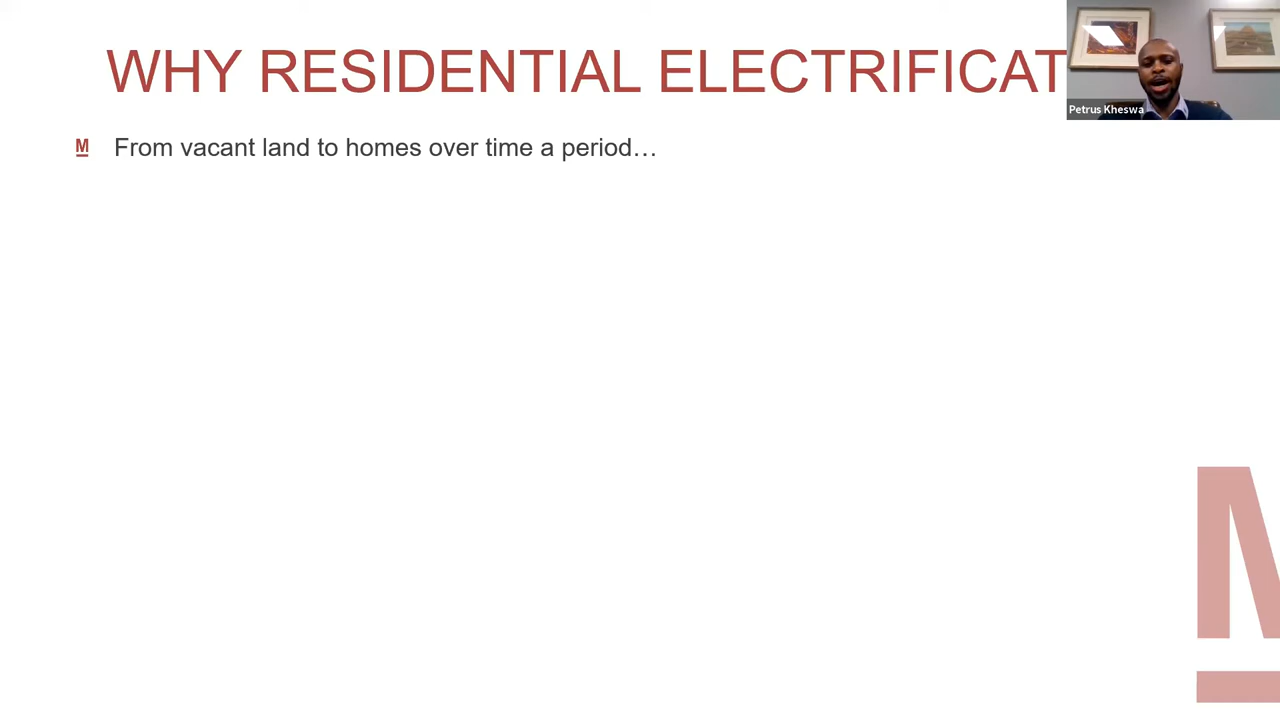 WHY RESIDENTIAL ELECTRIFICAT
Petrus Kheswa
M From vacant land to homes over time a period…
M